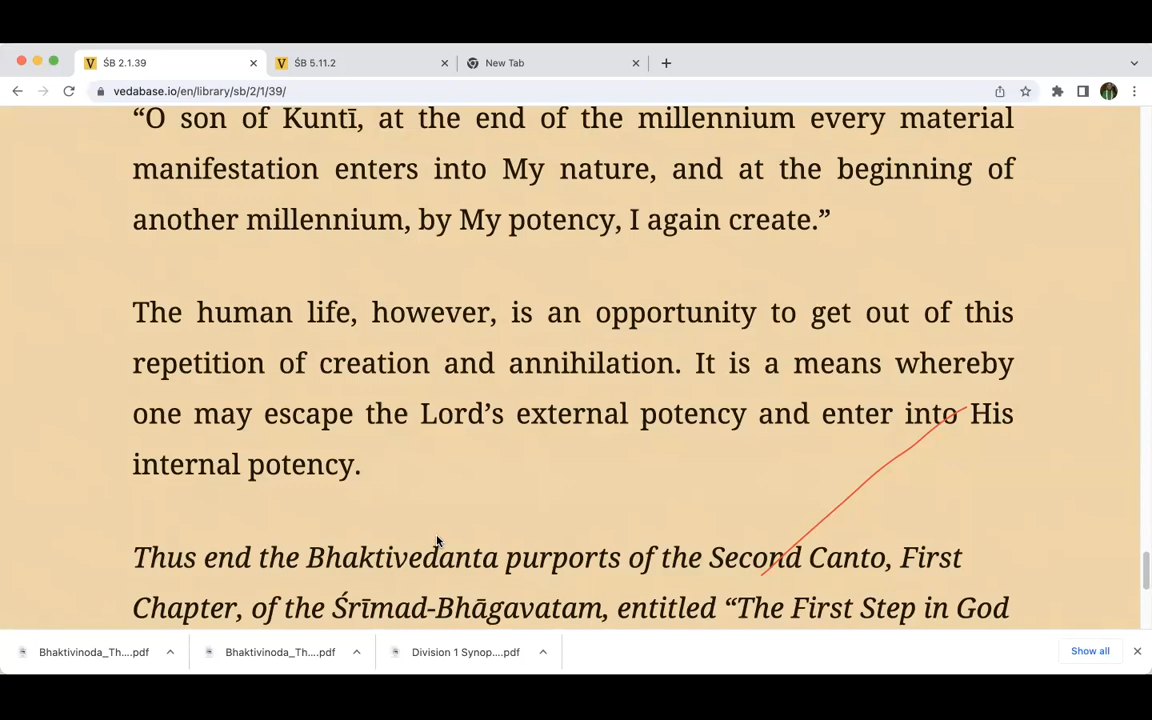 ŚB 2.1.39
ŚB 5.11.2
New Tab
vedabase.io/en/library/sb/2/1/39/
“O son of Kuntī, at the end of the millennium every material
manifestation enters into My nature, and at the beginning of
another millennium, by My potency, I again create.”
The human life, however, is an opportunity to get out of this
repetition of creation and annihilation. It is a means whereby
one may escape the Lord’s external potency and enter into His
internal potency.
Thus end the Bhaktivedanta purports of the Second Canto, First
Chapter, of the Śrīmad-Bhāgavatam, entitled “The First Step in God
Bhaktivinoda_Th....pdf
Bhaktivinoda_Th....pdf
Division 1 Synop....pdf
Show all